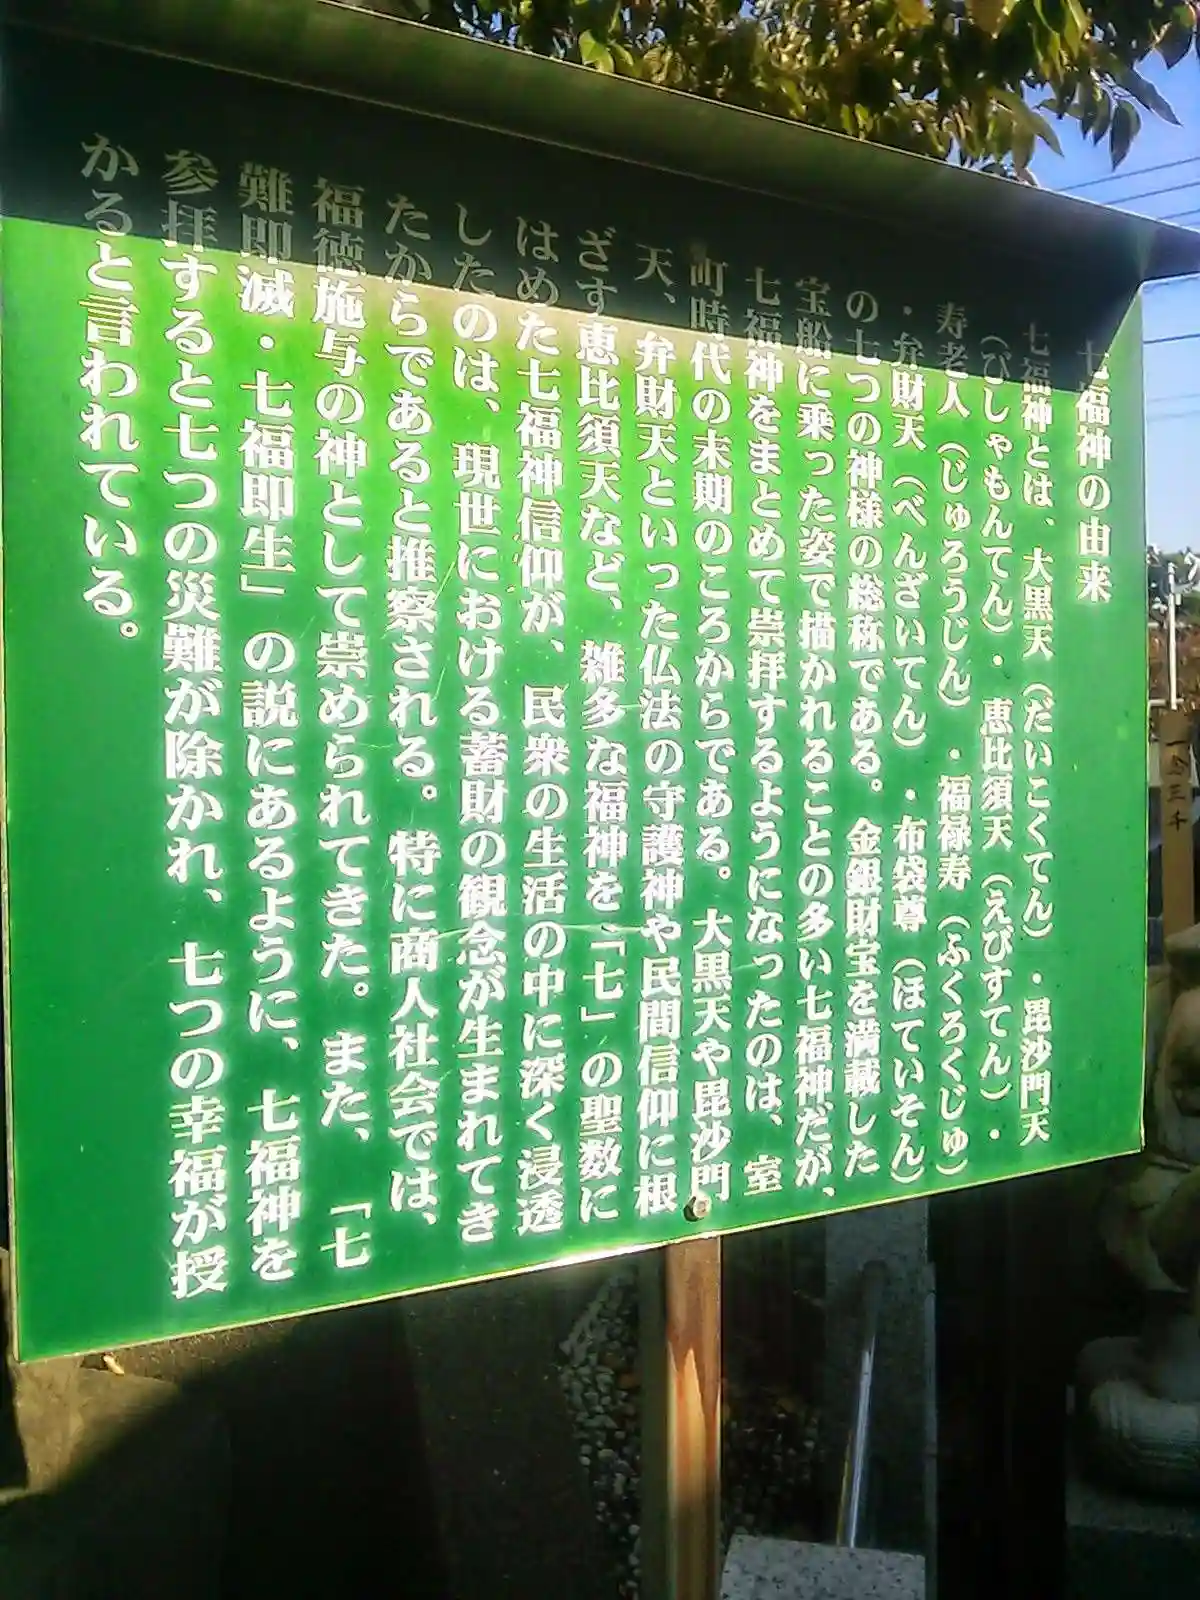 七福神の由来
七福神とは、大黒天（だいこくてん）・毘沙門天
（びしゃもんてん）・恵比須天（えびすてん）・
寿老人（じゅろうじん）・福禄寿（ふくろくじゅ）
・弁財天（べんざいてん）・布袋尊（ほていそん）
の七つの神様の総称である。金銀財宝を満載した
宝船に乗った姿で描かれることの多い七福神だが、
七福神をまとめて崇拝するようになったのは、室
町時代の末期のころからである。大黒天や毘沙門
天、弁財天といった仏法の守護神や民間信仰に根
ざす恵比須天など、雑多な福神を、「七」の聖数に
はめた七福神信仰が、民衆の生活の中に深く浸透
したのは、現世における蓄財の観念が生まれてき
たからであると推察される。特に商人社会では、
福徳施与の神として崇められてきた。また、「七
難即滅・七福即生」の説にあるように、七福神を
参拝すると七つの災難が除かれ、七つの幸福が授
かると言われている。
一念三千